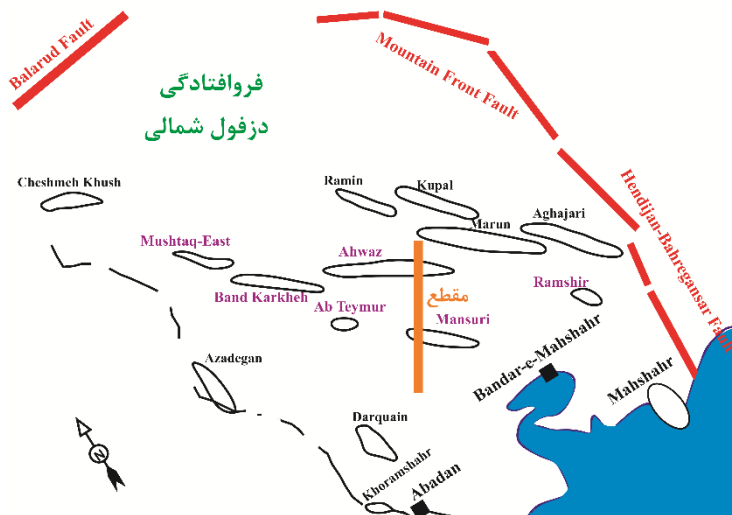 Balarud Fault
Mountain Front Fault
فروافتادگی
دزفول شمالی
Cheshmeh Khush
Ramin
Kupal
Marun
Aghajari
Hendijan-Bahregansar Fault
Mushtaq-East
Ahwaz
Band Karkheh
مقطع
Ramshir
Ab Teymur
Mansuri
Azadegan
Bandar-e-Mahshahr
Mahshahr
Darquain
Khoramshahr
Abadan
N